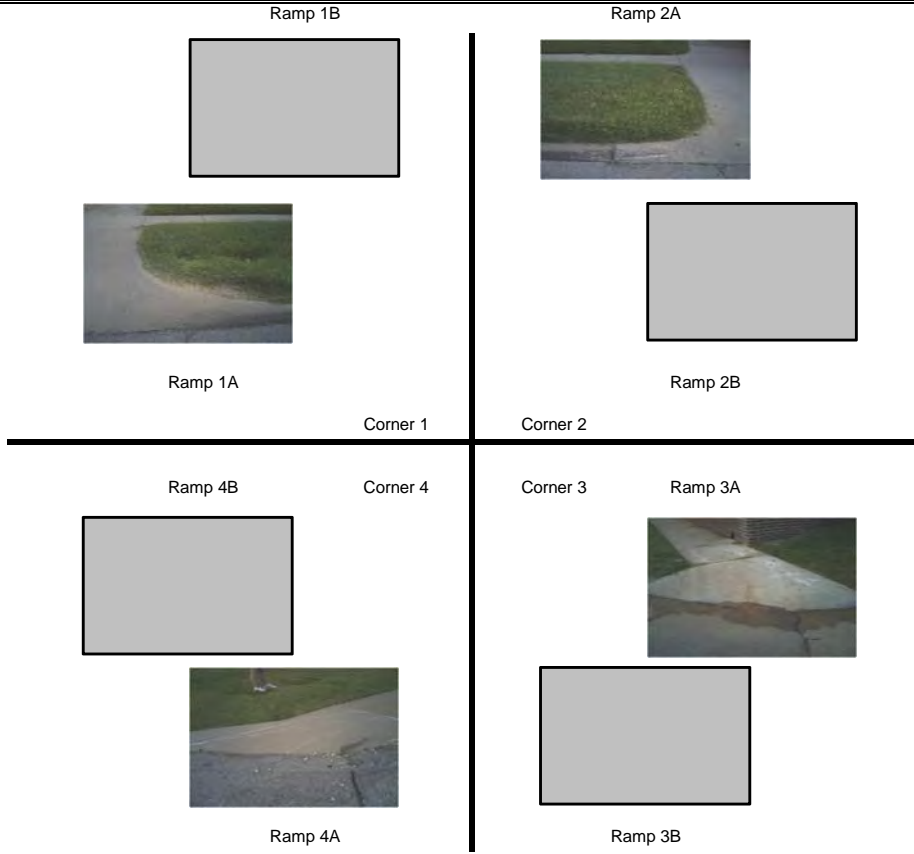 Ramp 1B Ramp 2A
Ramp 1A Ramp 2B
Corner 1 Corner 2
Ramp 4B Corner 4 Corner 3 Ramp 3A
Ramp 4A Ramp 3B